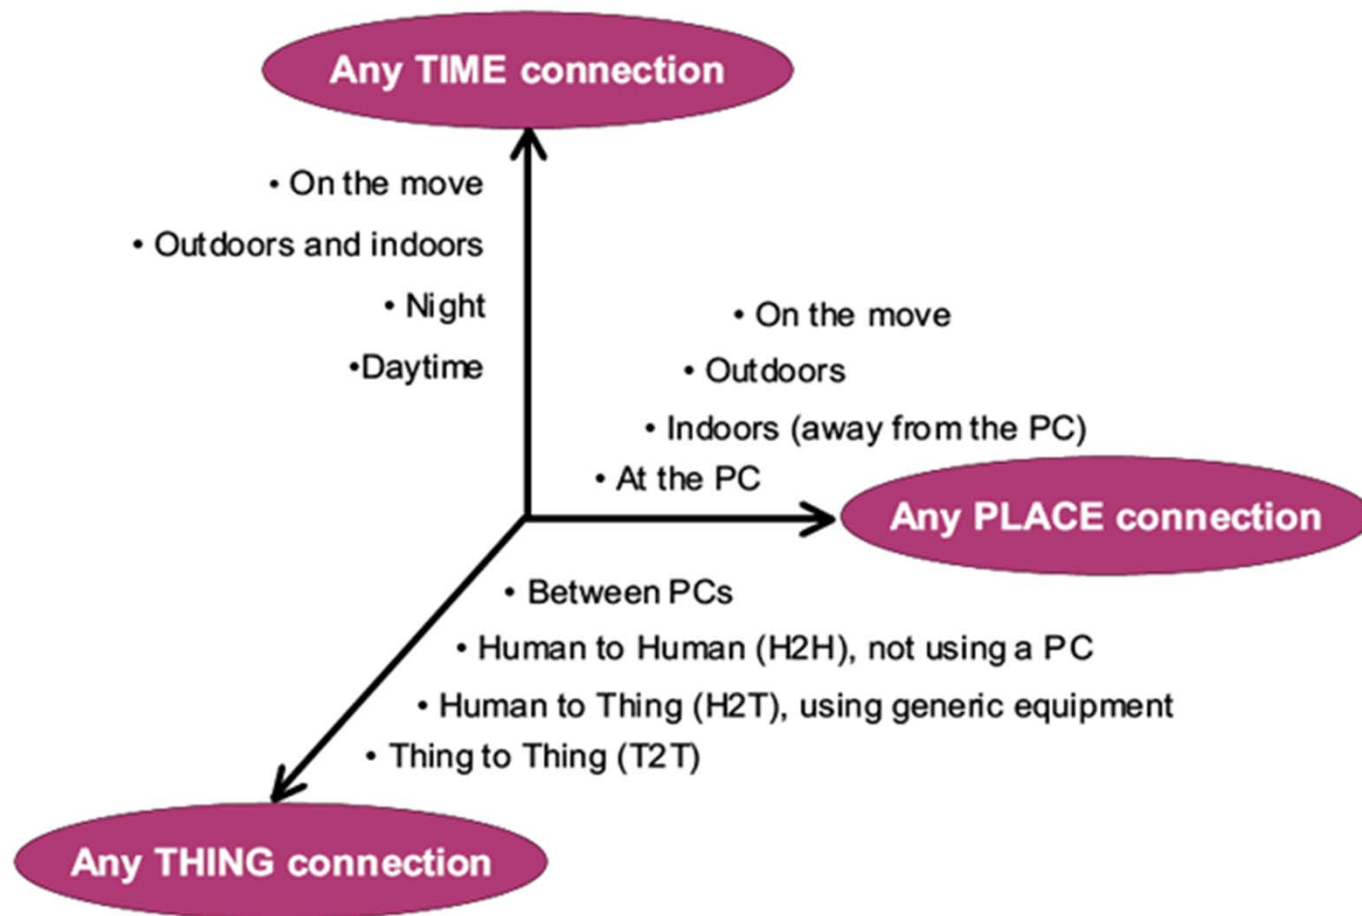 Any TIME connection
• On the move
• Outdoors and indoors
• Night
•Daytime
• On the move
• Outdoors
• Indoors (away from the PC)
• At the PC
Any PLACE connection
• Between PCs
• Human to Human (H2H), not using a PC
• Human to Thing (H2T), using generic equipment
• Thing to Thing (T2T)
Any THING connection